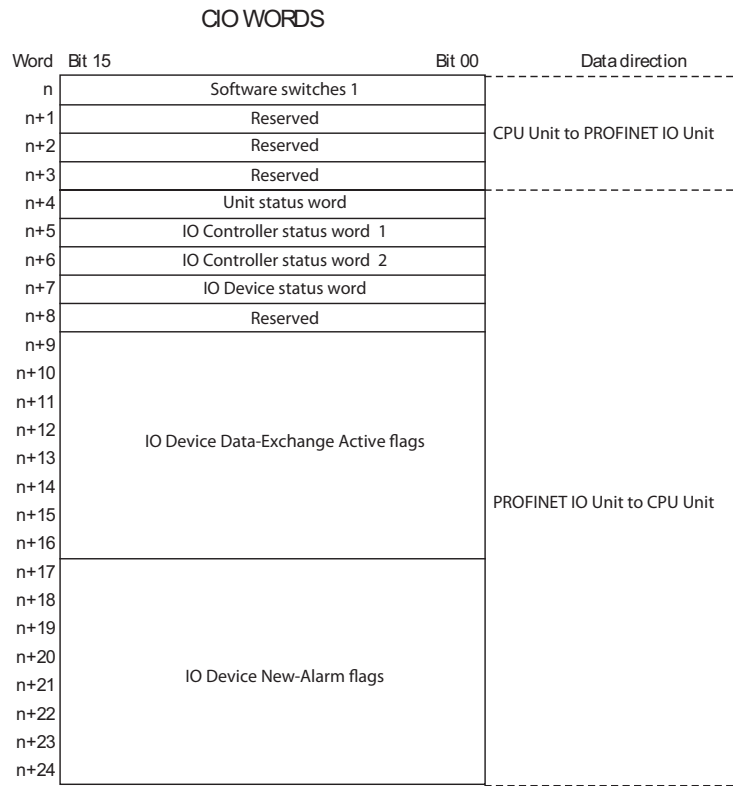 CIO WORDS
Word Bit 15 Bit 00 Data direction
n Software switches 1
n+1 Reserved
CPU Unit to PROFINET IO Unit
n+2 Reserved
n+3 Reserved
n+4 Unit status word
n+5 IO Controller status word 1
n+6 IO Controller status word 2
n+7 IO Device status word
n+8 Reserved
n+9
n+10
n+11
n+12
IO Device Data-Exchange Active flags
n+13
n+14
PROFINET IO Unit to CPU Unit
n+15
n+16
n+17
n+18
n+19
n+20
IO Device New-Alarm flags
n+21
n+22
n+23
n+24